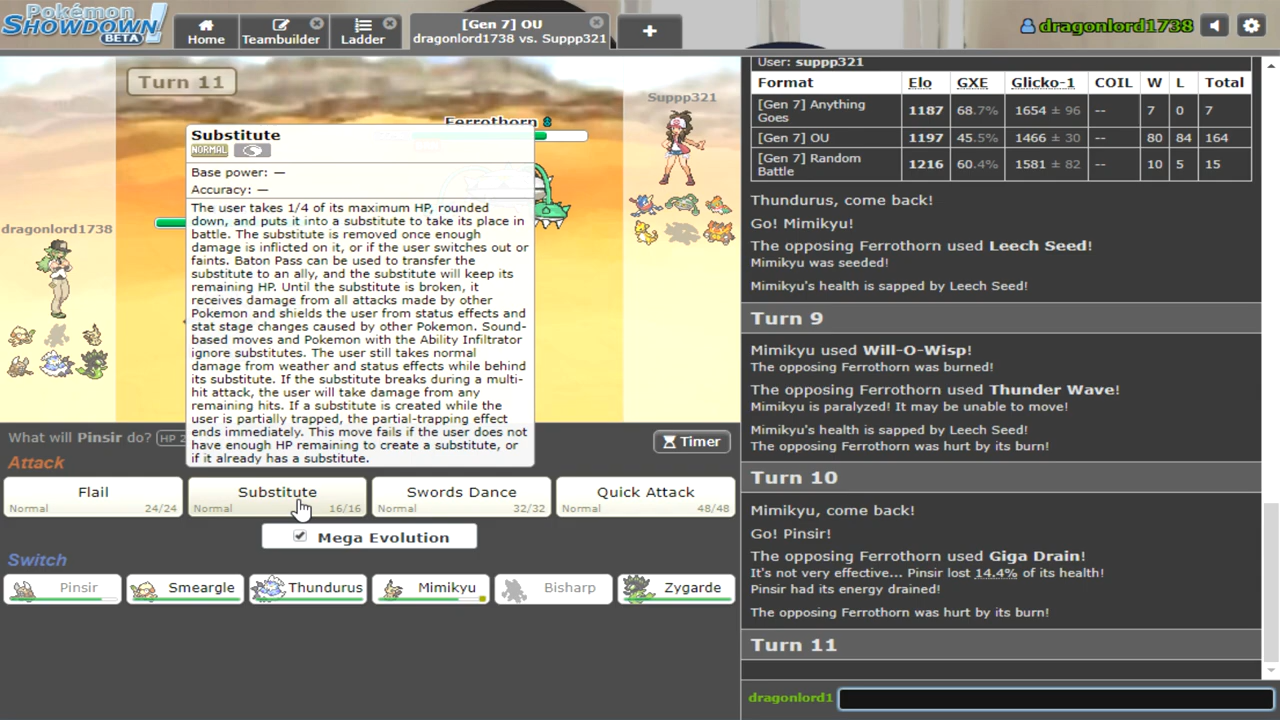 Pokémon
SHOWDOWN
BETA
Home
Teambuilder
Ladder
[Gen 7] OU
dragonlord1738 vs. Suppp321
+
dragonlord1738
Turn 11
Suppp321
Ferrothorn
dragonlord1738
Substitute
NORMAL
Base power: —
Accuracy: —
The user takes 1/4 of its maximum HP, rounded
down, and puts it into a substitute to take its place in
battle. The substitute is removed once enough
damage is inflicted on it, or if the user switches out or
faints. Baton Pass can be used to transfer the
substitute to an ally, and the substitute will keep its
remaining HP. Until the substitute is broken, it
receives damage from all attacks made by other
Pokemon and shields the user from status effects and
stat stage changes caused by other Pokemon. Sound-
based moves and Pokemon with the Ability Infiltrator
ignore substitutes. The user still takes normal
damage from weather and status effects while behind
its substitute. If the substitute breaks during a multi-
hit attack, the user will take damage from any
remaining hits. If a substitute is created while the
user is partially trapped, the partial-trapping effect
ends immediately. This move fails if the user does not
have enough HP remaining to create a substitute, or
if it already has a substitute.
What will Pinsir do? HP 2
Timer
Attack
Flail
Normal 24/24
Substitute
Normal 16/16
Swords Dance
Normal 32/32
Quick Attack
Normal 48/48
Mega Evolution
Switch
Pinsir
Smeargle
Thundurus
Mimikyu
Bisharp
Zygarde
User: suppp321
Format Elo GXE Glicko-1 COIL W L Total
[Gen 7] Anything
Goes 1187 68.7% 1654 ± 96 -- 7 0 7
[Gen 7] OU 1197 45.5% 1466 ± 30 -- 80 84 164
[Gen 7] Random
Battle 1216 60.4% 1581 ± 82 -- 10 5 15
Thundurus, come back!
Go! Mimikyu!
The opposing Ferrothorn used Leech Seed!
Mimikyu was seeded!
Mimikyu's health is sapped by Leech Seed!
Turn 9
Mimikyu used Will-O-Wisp!
The opposing Ferrothorn was burned!
The opposing Ferrothorn used Thunder Wave!
Mimikyu is paralyzed! It may be unable to move!
Mimikyu's health is sapped by Leech Seed!
The opposing Ferrothorn was hurt by its burn!
Turn 10
Mimikyu, come back!
Go! Pinsir!
The opposing Ferrothorn used Giga Drain!
It's not very effective... Pinsir lost 14.4% of its health!
Pinsir had its energy drained!
The opposing Ferrothorn was hurt by its burn!
Turn 11
dragonlord1